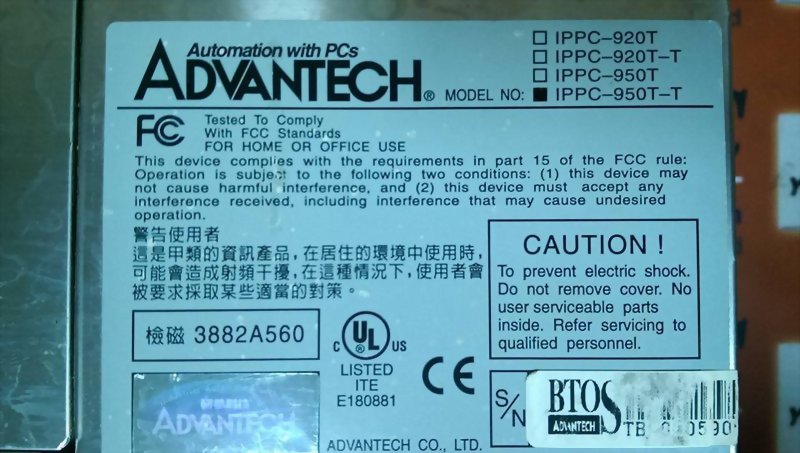 Automation with PCs
ADVANTECH®
MODEL NO:
□ IPPC-920T
□ IPPC-920T-T
□ IPPC-950T
■ IPPC-950T-T
FCC
Tested To Comply
With FCC Standards
FOR HOME OR OFFICE USE
This device complies with the requirements in part 15 of the FCC rule:
Operation is subject to the following two conditions: (1) this device may
not cause harmful interference, and (2) this device must accept any
interference received, including interference that may cause undesired
operation.
警告使用者
這是甲類的資訊產品,在居住的環境中使用時,
可能會造成射頻干擾,在這種情況下,使用者會
被要求採取某些適當的對策。
CAUTION !
To prevent electric shock.
Do not remove cover. No
user serviceable parts
inside. Refer servicing to
qualified personnel.
檢磁 3882A560
C UL® US
LISTED
ITE
E180881
CE
ADVANTECH
ADVANTECH CO., LTD.
S/N
BTOS
ADVANTECH